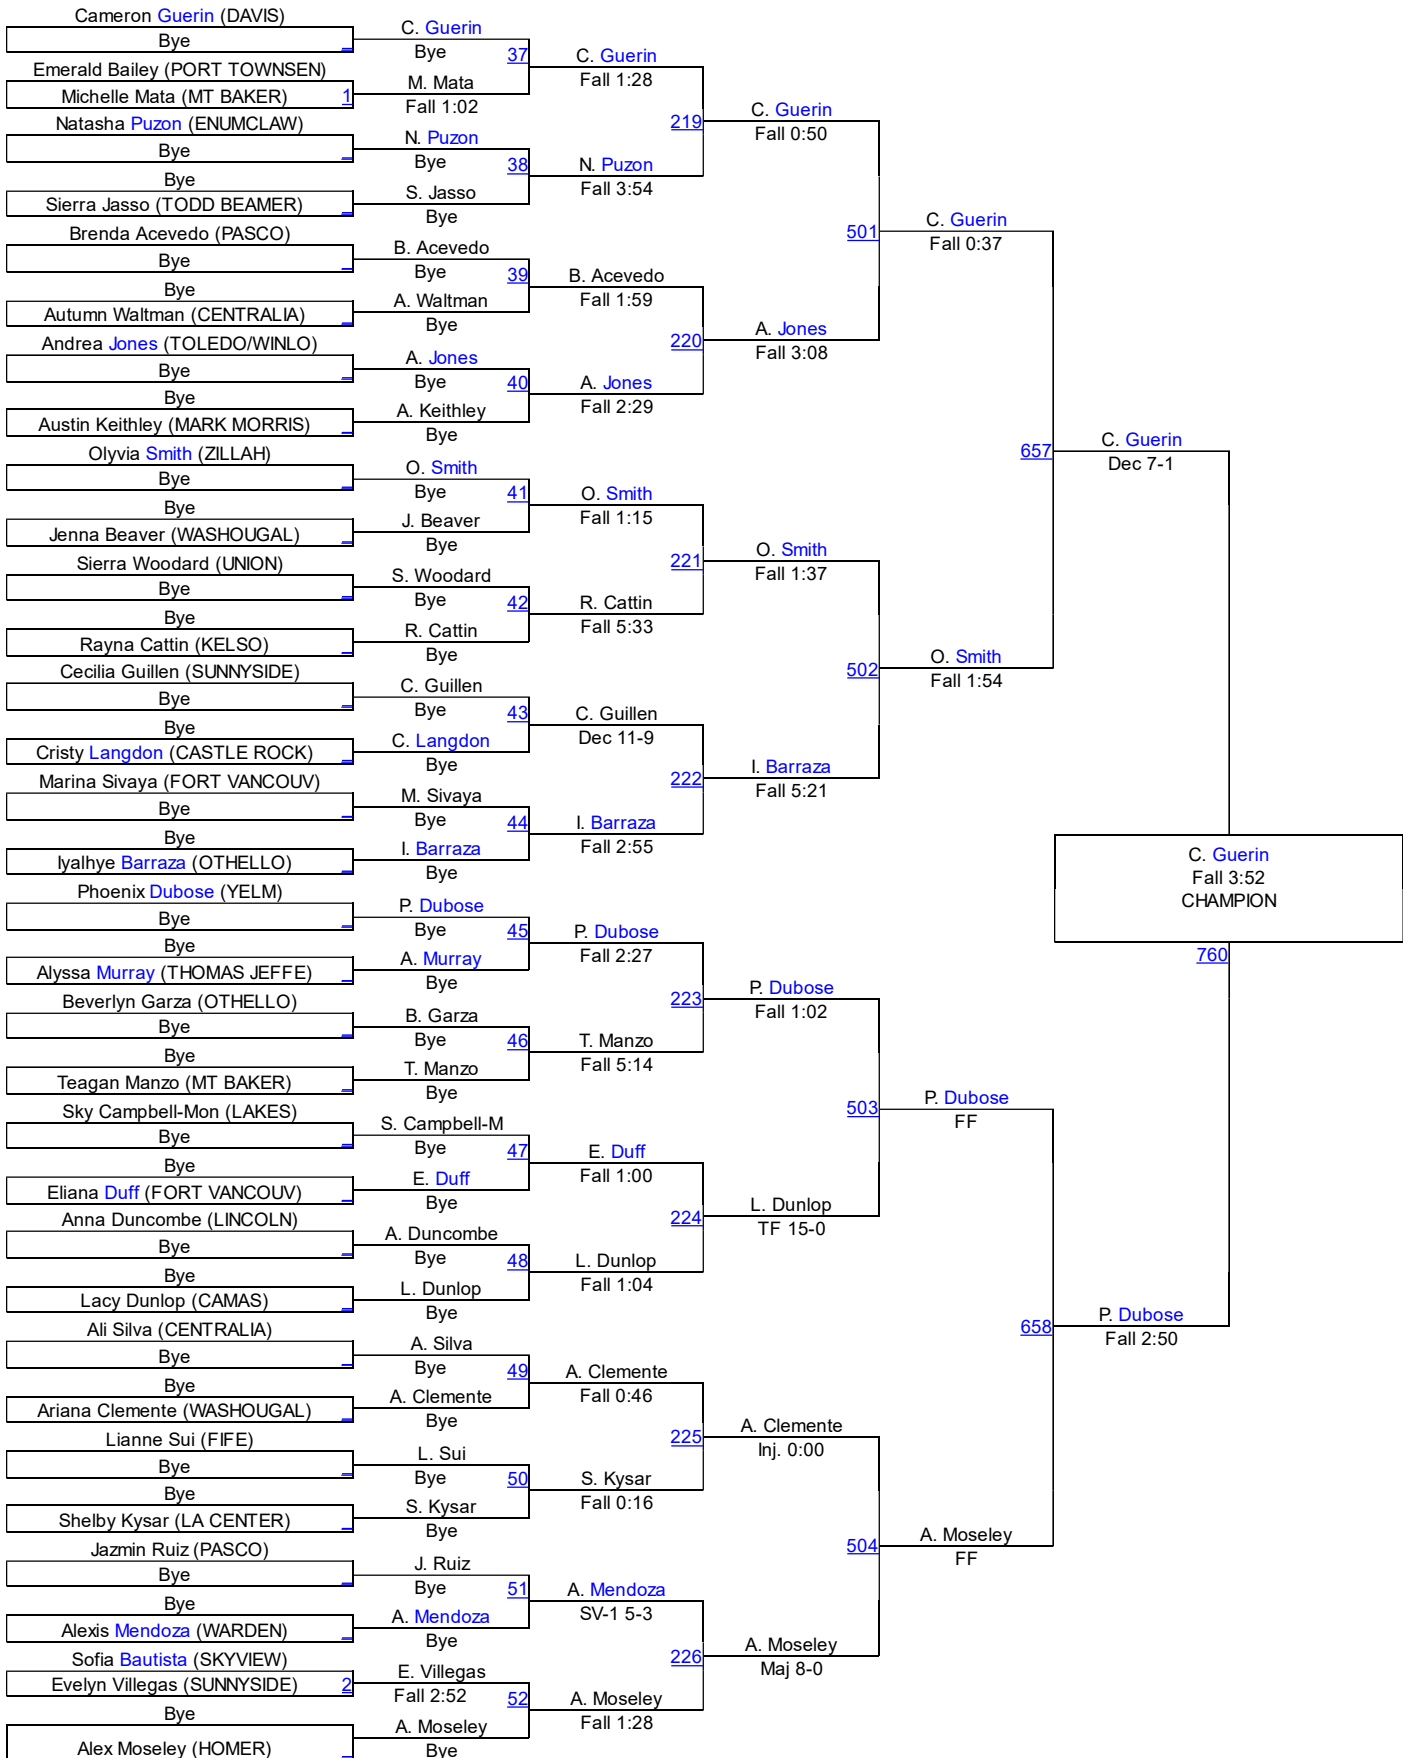 Cameron Guerin (DAVIS)
Bye
Emerald Bailey (PORT TOWNSEN)
Michelle Mata (MT BAKER) 1
Natasha Puzon (ENUMCLAW)
Bye
Bye
Sierra Jasso (TODD BEAMER)
Brenda Acevedo (PASCO)
Bye
Bye
Autumn Waltman (CENTRALIA)
Andrea Jones (TOLEDO/WINLO)
Bye
Bye
Austin Keithley (MARK MORRIS)
Olyvia Smith (ZILLAH)
Bye
Bye
Jenna Beaver (WASHOUGAL)
Sierra Woodard (UNION)
Bye
Bye
Rayna Cattin (KELSO)
Cecilia Guillen (SUNNYSIDE)
Bye
Bye
Cristy Langdon (CASTLE ROCK)
Marina Sivaya (FORT VANCOUV)
Bye
Bye
Iyalhye Barraza (OTHELLO)
Phoenix Dubose (YELM)
Bye
Bye
Alyssa Murray (THOMAS JEFFE)
Beverlyn Garza (OTHELLO)
Bye
Bye
Teagan Manzo (MT BAKER)
Sky Campbell-Mon (LAKES)
Bye
Bye
Eliana Duff (FORT VANCOUV)
Anna Duncombe (LINCOLN)
Bye
Bye
Lacy Dunlop (CAMAS)
Ali Silva (CENTRALIA)
Bye
Bye
Ariana Clemente (WASHOUGAL)
Lianne Sui (FIFE)
Bye
Bye
Shelby Kysar (LA CENTER)
Jazmin Ruiz (PASCO)
Bye
Bye
Alexis Mendoza (WARDEN)
Sofia Bautista (SKYVIEW)
Evelyn Villegas (SUNNYSIDE) 2
Bye
Alex Moseley (HOMER)
C. Guerin
Bye 37
M. Mata
Fall 1:02
N. Puzon
Bye 38
S. Jasso
Bye
B. Acevedo
Bye 39
A. Waltman
Bye
A. Jones
Bye 40
A. Keithley
Bye
O. Smith
Bye 41
J. Beaver
Bye
S. Woodard
Bye 42
R. Cattin
Bye
C. Guillen
Bye 43
C. Langdon
Bye
M. Sivaya
Bye 44
I. Barraza
Bye
P. Dubose
Bye 45
A. Murray
Bye
B. Garza
Bye 46
T. Manzo
Bye
S. Campbell-M
Bye 47
E. Duff
Bye
A. Duncombe
Bye 48
L. Dunlop
Bye
A. Silva
Bye 49
A. Clemente
Bye
L. Sui
Bye 50
S. Kysar
Bye
J. Ruiz
Bye 51
A. Mendoza
Bye
E. Villegas
Fall 2:52 52
A. Moseley
Bye
C. Guerin
Fall 1:28
219
N. Puzon
Fall 3:54
B. Acevedo
Fall 1:59
220
A. Jones
Fall 2:29
O. Smith
Fall 1:15
221
R. Cattin
Fall 5:33
C. Guillen
Dec 11-9
222
I. Barraza
Fall 2:55
P. Dubose
Fall 2:27
223
T. Manzo
Fall 5:14
E. Duff
Fall 1:00
224
L. Dunlop
Fall 1:04
A. Clemente
Fall 0:46
225
S. Kysar
Fall 0:16
A. Mendoza
SV-1 5-3
226
A. Moseley
Fall 1:28
C. Guerin
Fall 0:50
501
A. Jones
Fall 3:08
O. Smith
Fall 1:37
502
I. Barraza
Fall 5:21
P. Dubose
Fall 1:02
503
L. Dunlop
TF 15-0
A. Clemente
Inj. 0:00
504
A. Moseley
Maj 8-0
C. Guerin
Fall 0:37
657
O. Smith
Fall 1:54
P. Dubose
FF
658
A. Moseley
FF
C. Guerin
Dec 7-1
C. Guerin
Fall 3:52
CHAMPION
760
P. Dubose
Fall 2:50